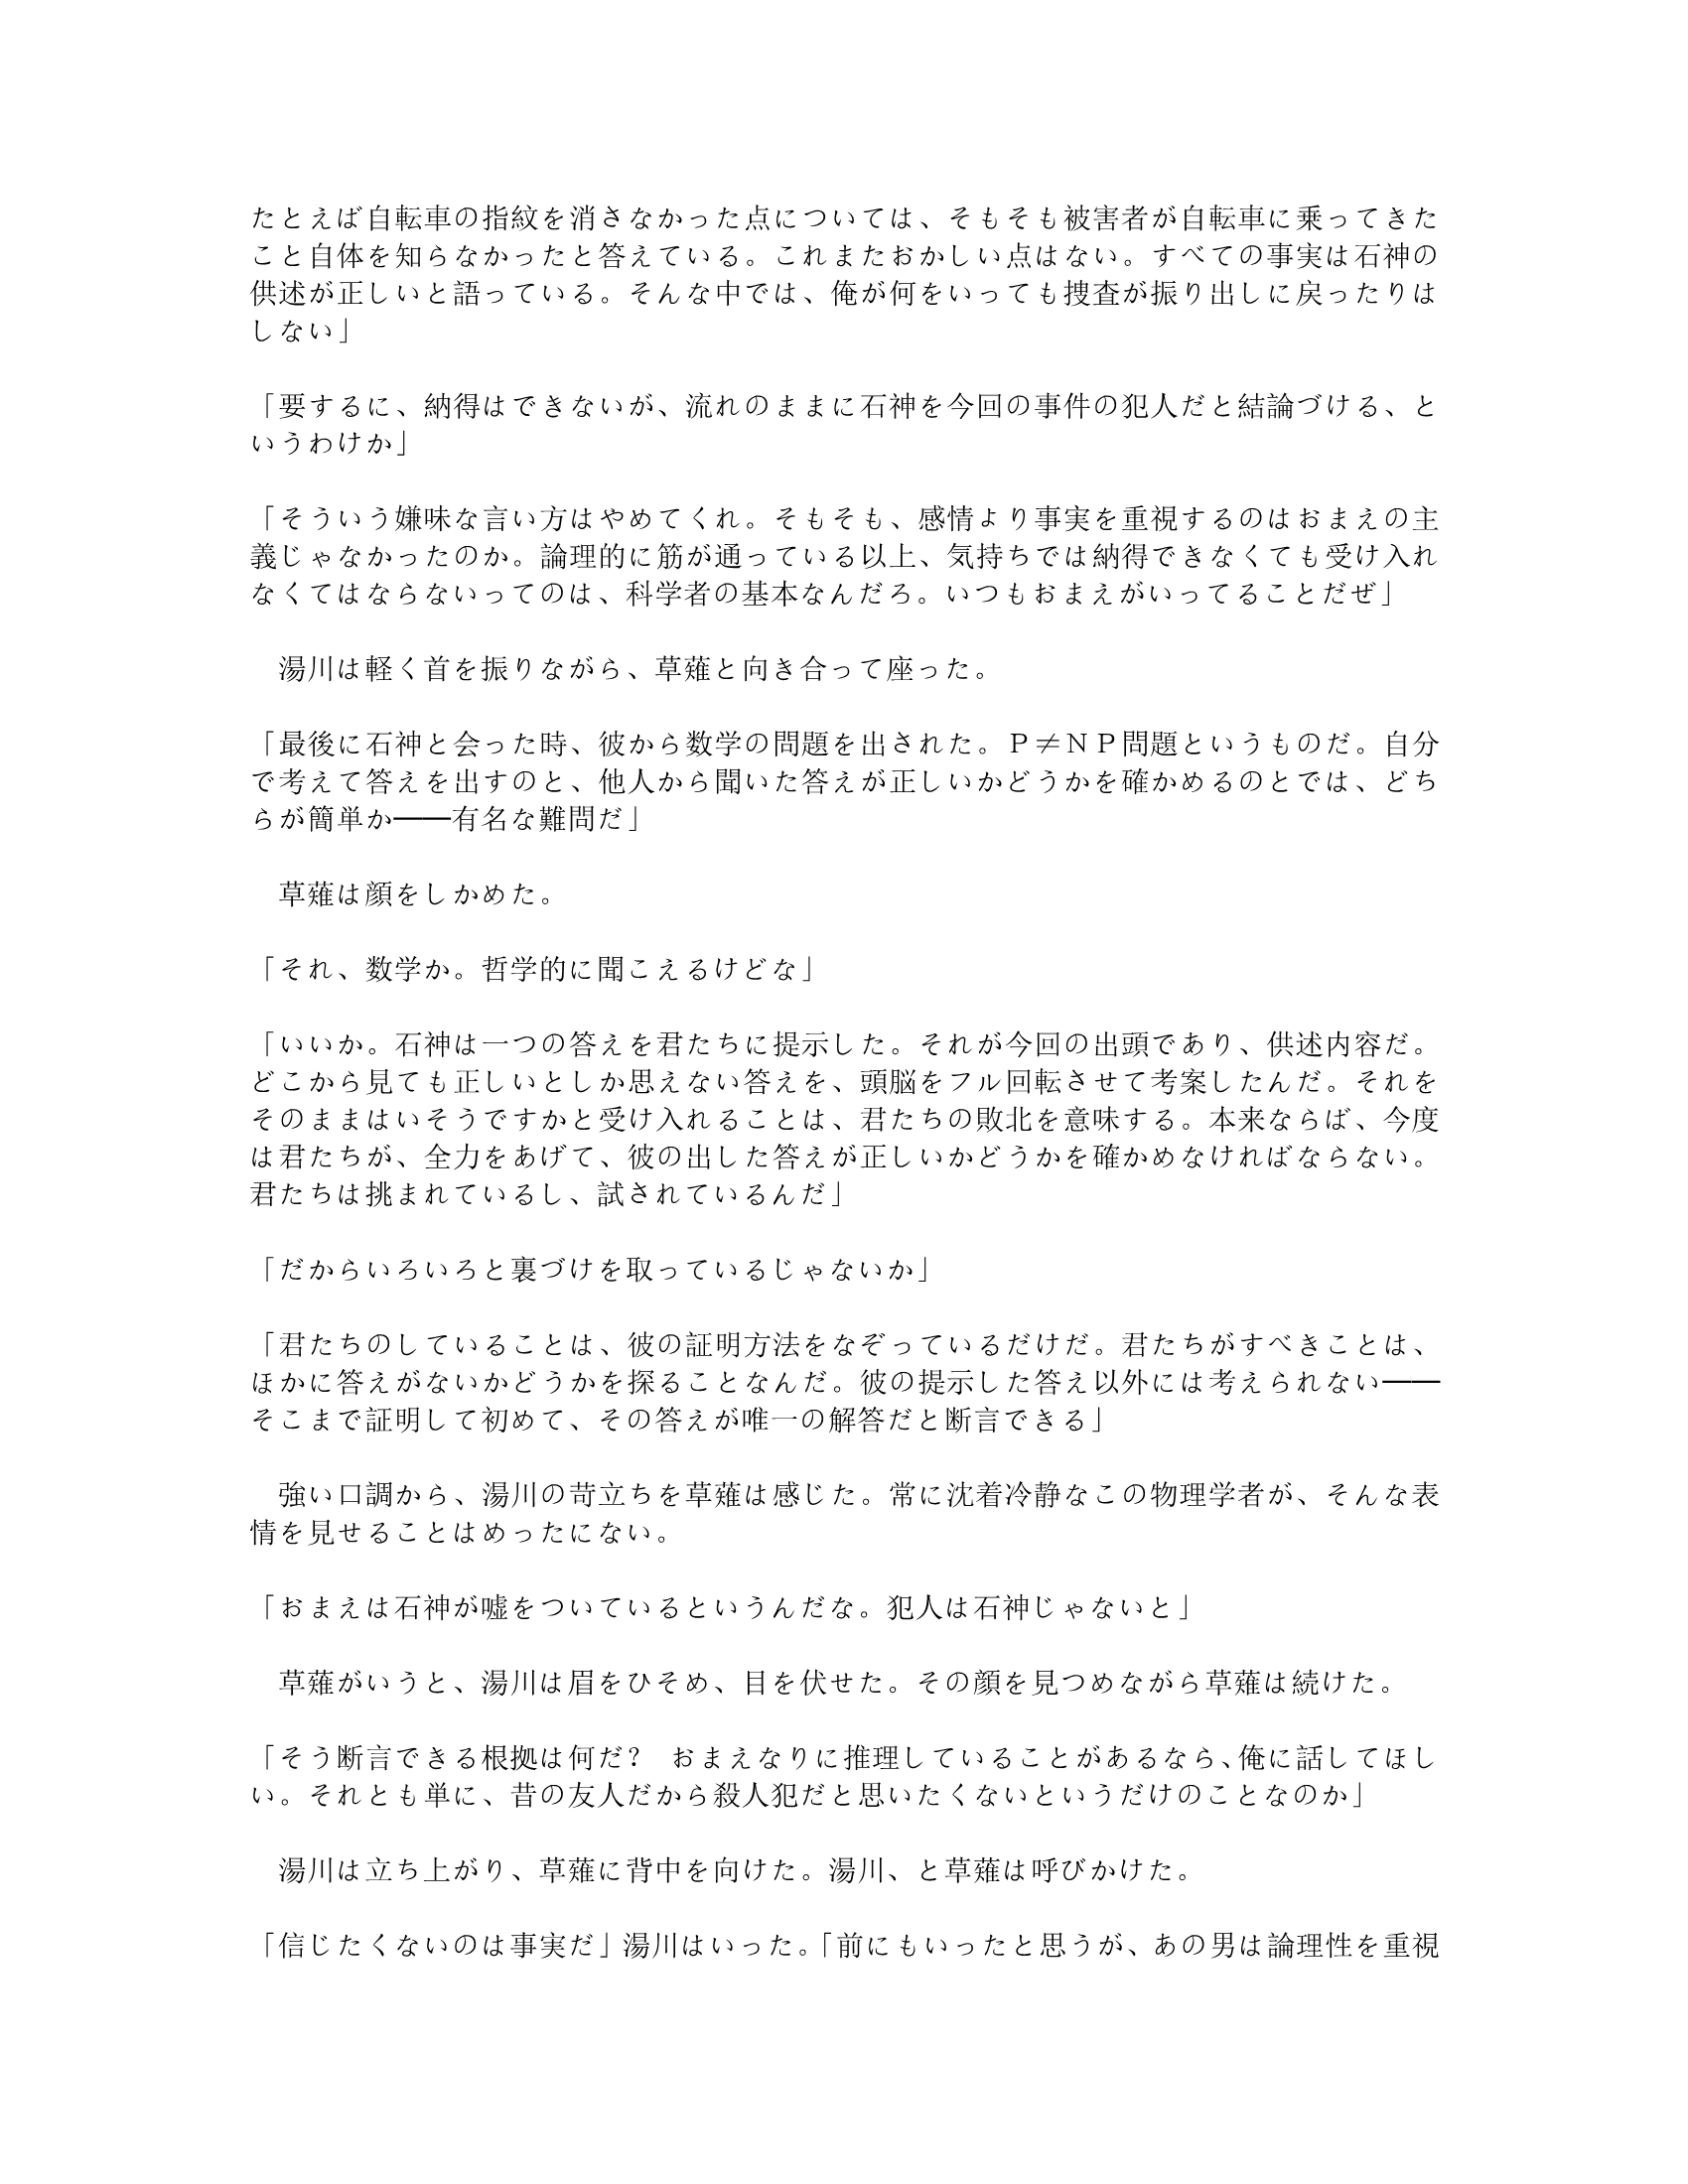 たとえば自転車の指紋を消さなかった点については、そもそも被害者が自転車に乗ってきた
こと自体を知らなかったと答えている。これまたおかしい点はない。すべての事実は石神の
供述が正しいと語っている。そんな中では、俺が何をいっても捜査が振り出しに戻ったりは
しない」
「要するに、納得はできないが、流れのままに石神を今回の事件の犯人だと結論づける、と
いうわけか」
「そういう嫌味な言い方はやめてくれ。そもそも、感情より事実を重視するのはおまえの主
義じゃなかったのか。論理的に筋が通っている以上、気持ちでは納得できなくても受け入れ
なくてはならないってのは、科学者の基本なんだろ。いつもおまえがいってることだぜ」
　湯川は軽く首を振りながら、草薙と向き合って座った。
「最後に石神と会った時、彼から数学の問題を出された。Ｐ≠ＮＰ問題というものだ。自分
で考えて答えを出すのと、他人から聞いた答えが正しいかどうかを確かめるのとでは、どち
らが簡単か――有名な難問だ」
　草薙は顔をしかめた。
「それ、数学か。哲学的に聞こえるけどな」
「いいか。石神は一つの答えを君たちに提示した。それが今回の出頭であり、供述内容だ。
どこから見ても正しいとしか思えない答えを、頭脳をフル回転させて考案したんだ。それを
そのままはいそうですかと受け入れることは、君たちの敗北を意味する。本来ならば、今度
は君たちが、全力をあげて、彼の出した答えが正しいかどうかを確かめなければならない。
君たちは挑まれているし、試されているんだ」
「だからいろいろと裏づけを取っているじゃないか」
「君たちのしていることは、彼の証明方法をなぞっているだけだ。君たちがすべきことは、
ほかに答えがないかどうかを探ることなんだ。彼の提示した答え以外には考えられない――
そこまで証明して初めて、その答えが唯一の解答だと断言できる」
　強い口調から、湯川の苛立ちを草薙は感じた。常に沈着冷静なこの物理学者が、そんな表
情を見せることはめったにない。
「おまえは石神が嘘をついているというんだな。犯人は石神じゃないと」
　草薙がいうと、湯川は眉をひそめ、目を伏せた。その顔を見つめながら草薙は続けた。
「そう断言できる根拠は何だ？　おまえなりに推理していることがあるなら、俺に話してほし
い。それとも単に、昔の友人だから殺人犯だと思いたくないというだけのことなのか」
　湯川は立ち上がり、草薙に背中を向けた。湯川、と草薙は呼びかけた。
「信じたくないのは事実だ」湯川はいった。「前にもいったと思うが、あの男は論理性を重視